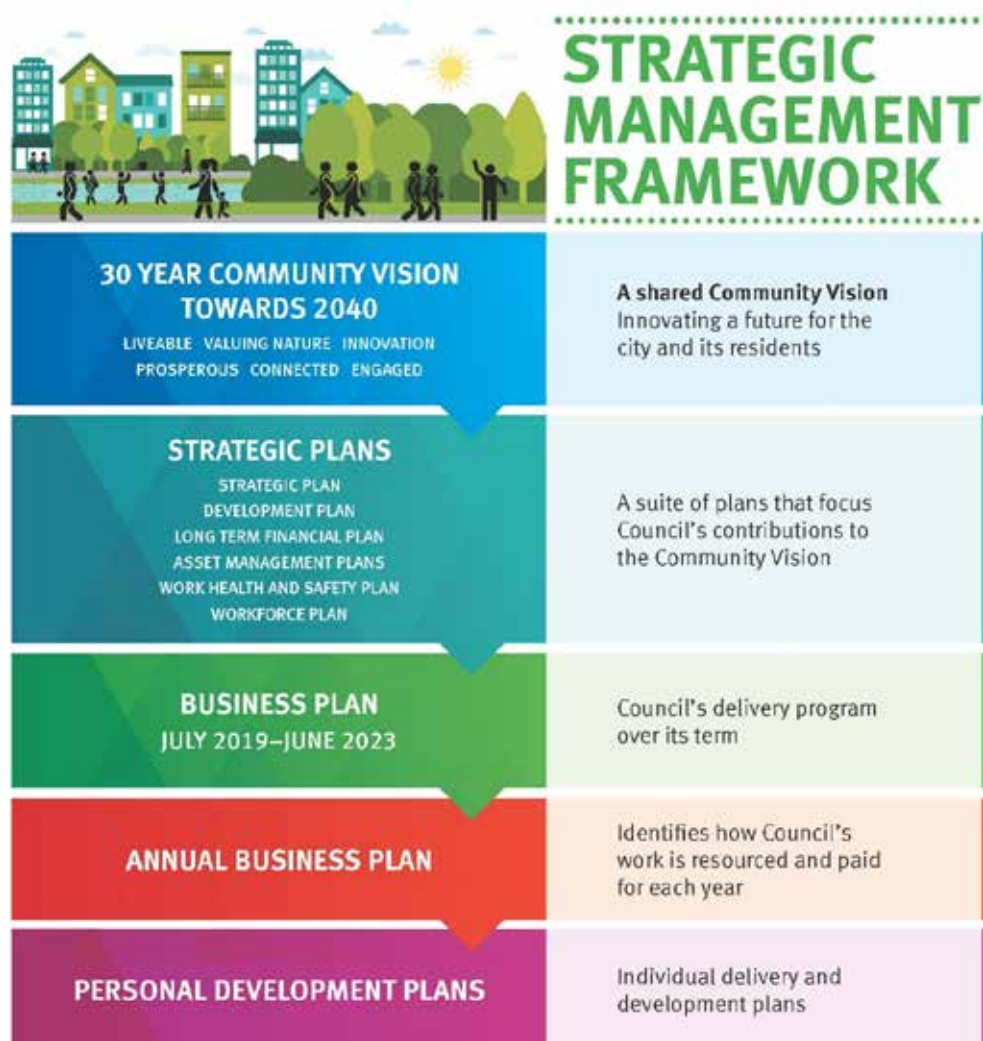 STRATEGIC
MANAGEMENT
FRAMEWORK
30 YEAR COMMUNITY VISION
TOWARDS 2040
LIVEABLE VALUING NATURE INNOVATION
PROSPEROUS CONNECTED ENGAGED
A shared Community Vision
Innovating a future for the
city and its residents
STRATEGIC PLANS
STRATEGIC PLAN
DEVELOPMENT PLAN
LONG TERM FINANCIAL PLAN
ASSET MANAGEMENT PLANS
WORK HEALTH AND SAFETY PLAN
WORKFORCE PLAN
A suite of plans that focus
Council's contributions to
the Community Vision
BUSINESS PLAN
JULY 2019–JUNE 2023
Council's delivery program
over its term
ANNUAL BUSINESS PLAN
Identifies how Council's
work is resourced and paid
for each year
PERSONAL DEVELOPMENT PLANS
Individual delivery and
development plans